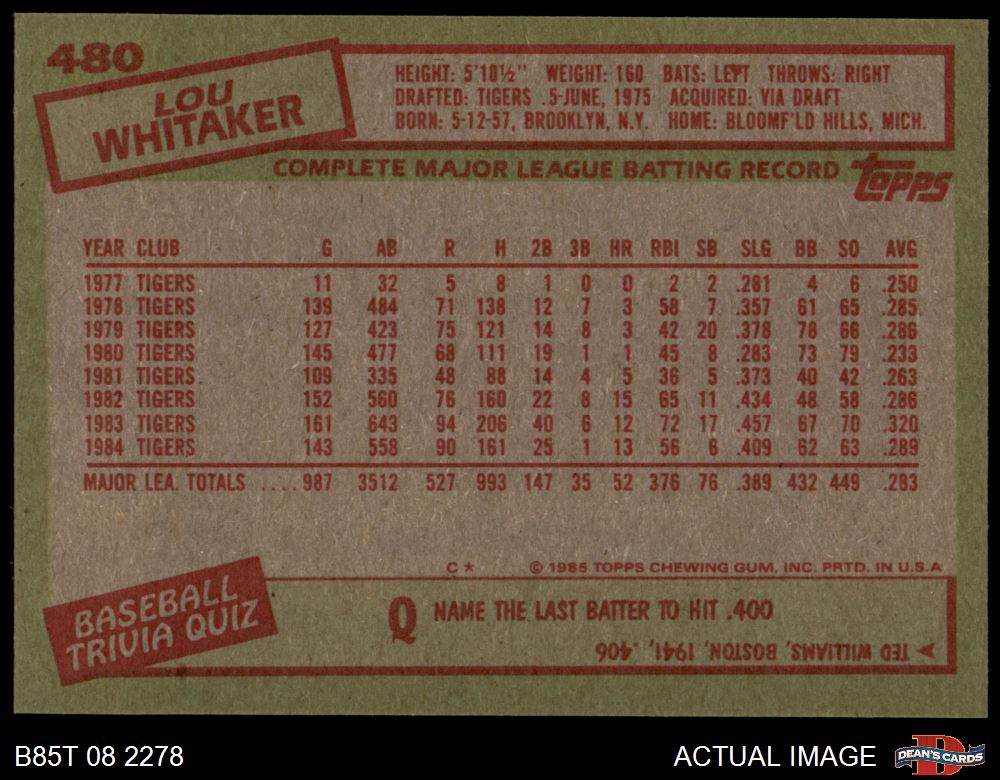 480
LOU
WHITAKER
HEIGHT: 5'10½" WEIGHT: 160 BATS: LEFT THROWS: RIGHT
DRAFTED: TIGERS .5-JUNE, 1975 ACQUIRED: VIA DRAFT
BORN: 5-12-57, BROOKLYN, N.Y. HOME: BLOOMF'LD HILLS, MICH.
COMPLETE MAJOR LEAGUE BATTING RECORD topps
YEAR CLUB G AB R H 2B 3B HR RBI SB SLG BB SO AVG
1977 TIGERS 11 32 5 8 1 0 0 2 2 .281 4 6 .250
1978 TIGERS 139 484 71 138 12 7 3 58 7 .357 61 65 .285
1979 TIGERS 127 423 75 121 14 8 3 42 20 .378 78 66 .286
1980 TIGERS 145 477 68 111 19 1 1 45 8 .283 73 79 .233
1981 TIGERS 109 335 48 88 14 4 5 36 5 .373 40 42 .263
1982 TIGERS 152 560 76 160 22 8 15 65 11 .434 48 58 .286
1983 TIGERS 161 643 94 206 40 6 12 72 17 .457 67 70 .320
1984 TIGERS 143 558 90 161 25 1 13 56 6 .409 62 63 .289
MAJOR LEA. TOTALS ....987 3512 527 993 147 35 52 376 76 .389 432 449 .283
C * © 1985 TOPPS CHEWING GUM, INC. PRTD. IN U.S.A
BASEBALL
TRIVIA QUIZ
Q NAME THE LAST BATTER TO HIT .400
TED WILLIAMS, BOSTON, 1941, .406
B85T 08 2278 ACTUAL IMAGE DEAN'S CARDS